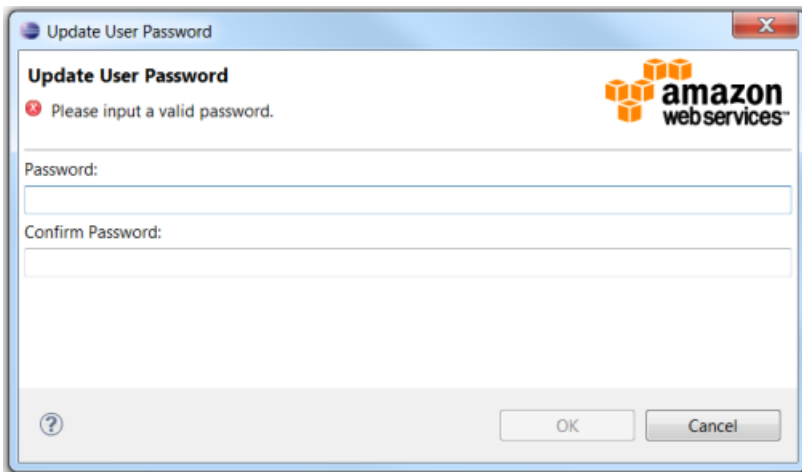 Update User Password
Update User Password
Please input a valid password.
amazon
webservices™
Password:
Confirm Password:
OK
Cancel